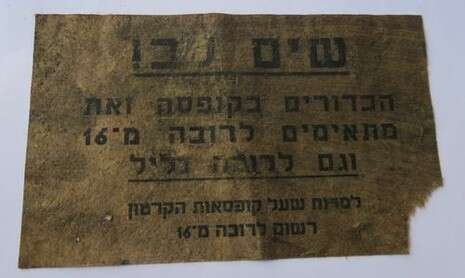 שים לב!
הכדורים בקופסה זאת
מתאימים לרובה מ־16
וגם לרובה גליל
למרות שעל קופסאות הקרטון
רשום לרובה מ־16